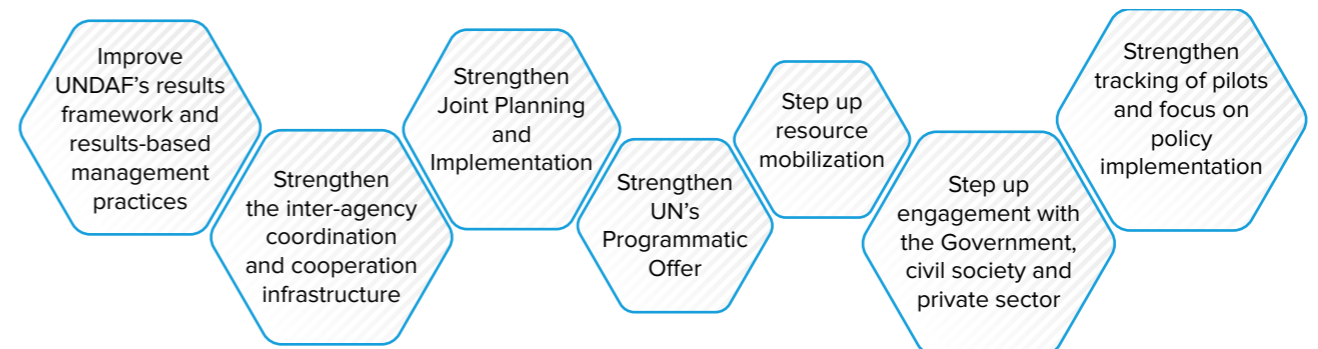 Improve
UNDAF’s results
framework and
results-based
management
practices
Strengthen
the inter-agency
coordination
and cooperation
infrastructure
Strengthen
Joint Planning
and
Implementation
Strengthen
UN’s
Programmatic
Offer
Step up
resource
mobilization
Step up
engagement with
the Government,
civil society and
private sector
Strengthen
tracking of pilots
and focus on
policy
implementation